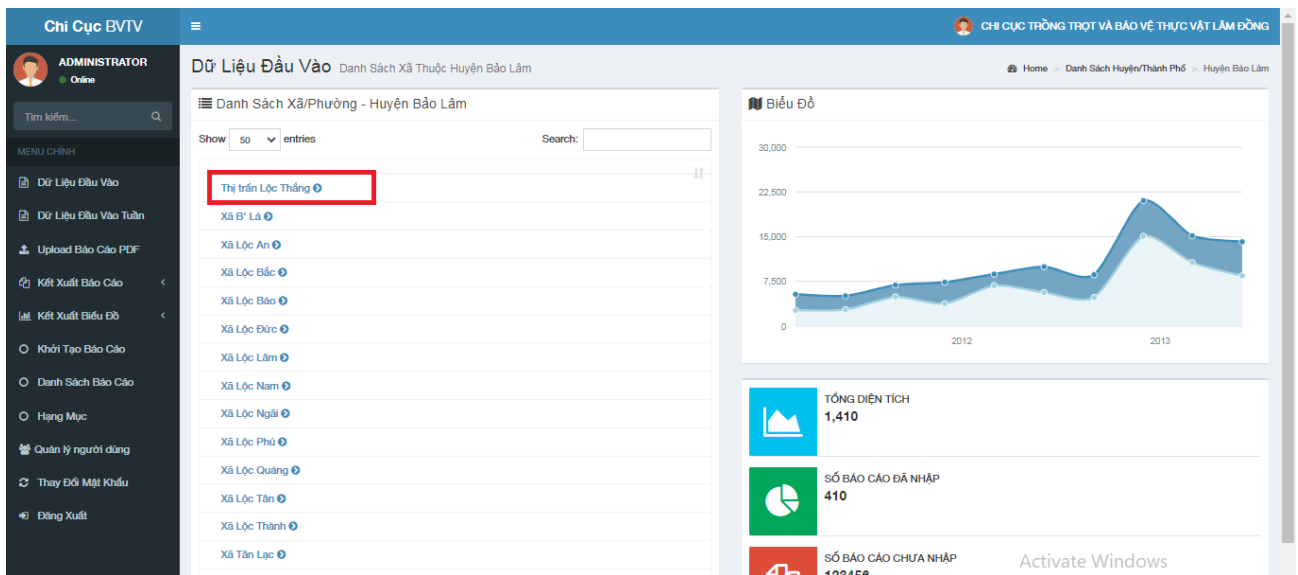 Chi Cục BVTV
CHI CỤC TRỒNG TRỌT VÀ BẢO VỆ THỰC VẬT LÂM ĐỒNG
ADMINISTRATOR
Online
Tìm kiếm...
MENU CHÍNH
Dữ Liệu Đầu Vào
Dữ Liệu Đầu Vào Tuần
Upload Báo Cáo PDF
Kết Xuất Báo Cáo
Kết Xuất Biểu Đồ
Khởi Tạo Báo Cáo
Danh Sách Báo Cáo
Hạng Mục
Quản lý người dùng
Thay Đổi Mật Khẩu
Đăng Xuất
Dữ Liệu Đầu Vào Danh Sách Xã Thuộc Huyện Bảo Lâm
Home > Danh Sách Huyện/Thành Phố > Huyện Bảo Lâm
Danh Sách Xã/Phường - Huyện Bảo Lâm
Show 50 entries
Search:
Thị trấn Lộc Thắng
Xã B' Lá
Xã Lộc An
Xã Lộc Bắc
Xã Lộc Bảo
Xã Lộc Đức
Xã Lộc Lâm
Xã Lộc Nam
Xã Lộc Ngãi
Xã Lộc Phú
Xã Lộc Quảng
Xã Lộc Tân
Xã Lộc Thành
Xã Tân Lạc
Biểu Đồ
30,000
22,500
15,000
7,500
0
2012
2013
TỔNG DIỆN TÍCH
1,410
SỐ BÁO CÁO ĐÃ NHẬP
410
SỐ BÁO CÁO CHƯA NHẬP
123456
Activate Windows